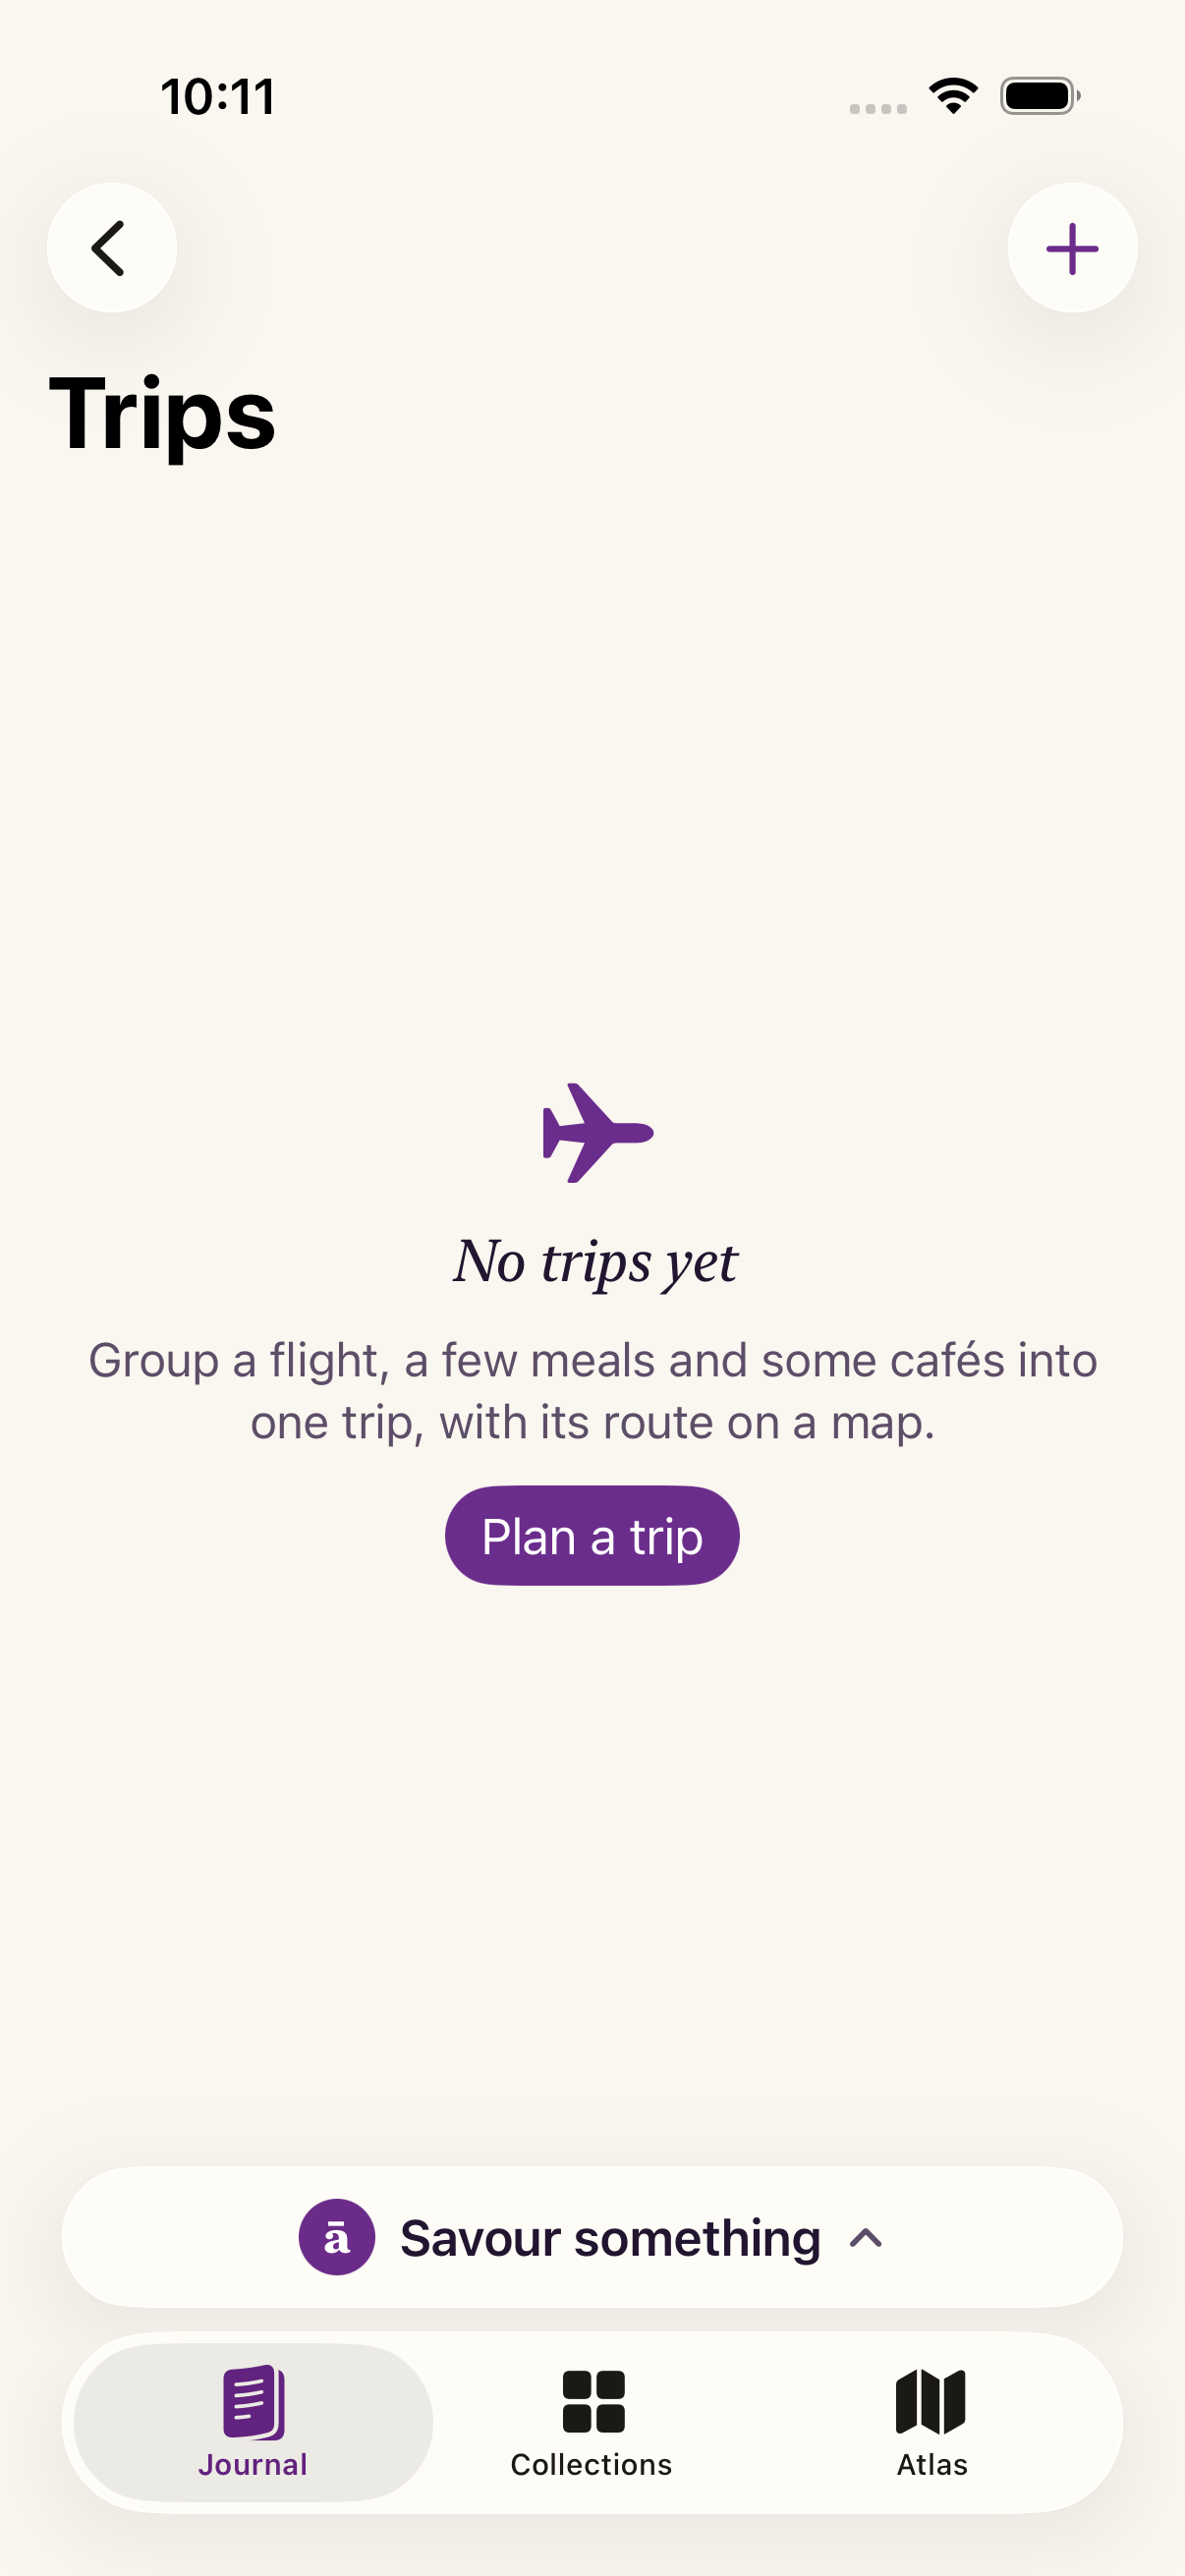 10:11
Trips
No trips yet
Group a flight, a few meals and some cafés into
one trip, with its route on a map.
Plan a trip
ā Savour something
Journal
Collections
Atlas